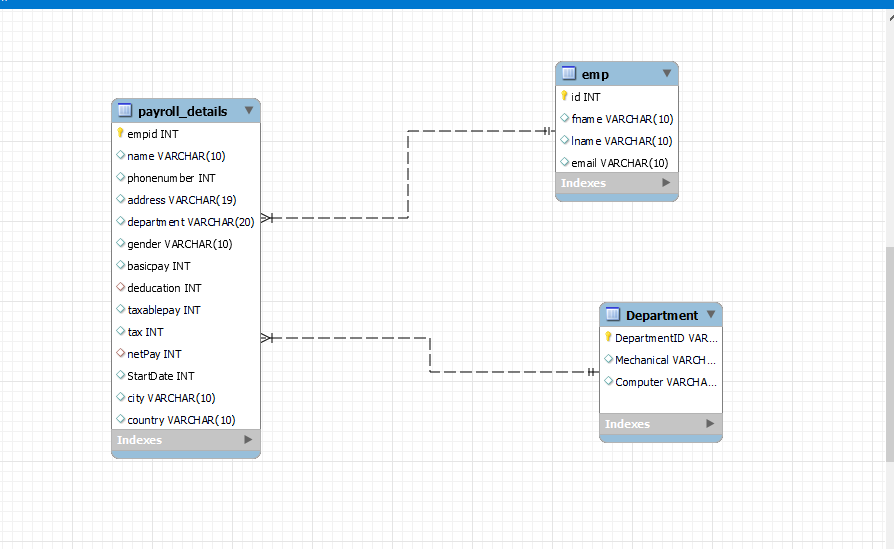 payroll_details
empid INT
name VARCHAR(10)
phonenumber INT
address VARCHAR(19)
department VARCHAR(20)
gender VARCHAR(10)
basicpay INT
deducation INT
taxablepay INT
tax INT
netPay INT
StartDate INT
city VARCHAR(10)
country VARCHAR(10)
Indexes
emp
id INT
fname VARCHAR(10)
lname VARCHAR(10)
email VARCHAR(10)
Indexes
Department
DepartmentID VAR...
Mechanical VARCH...
Computer VARCHA...
Indexes